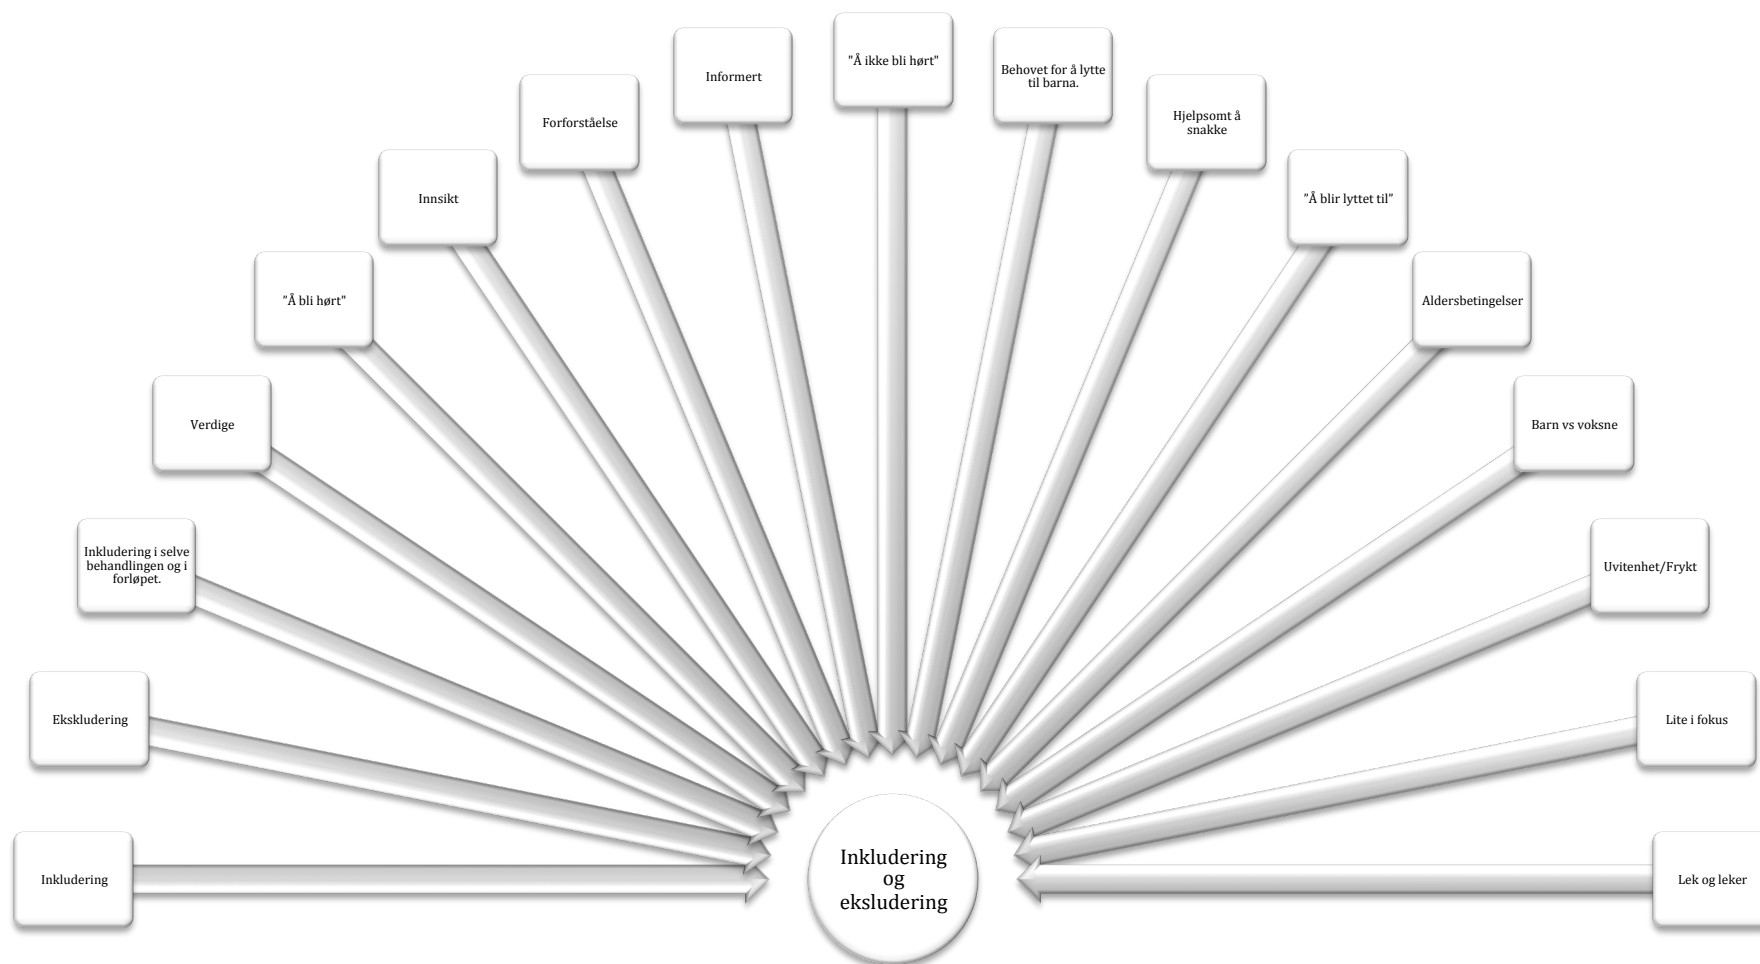 Inkludering
Ekskludering
Inkludering i selve
behandlingen og i
forløpet.
Verdige
"Å bli hørt"
Innsikt
Forforståelse
Informert
"Å ikke bli hørt"
Behovet for å lytte
til barna.
Hjelpsomt å
snakke
"Å blir lyttet til"
Aldersbetingelser
Barn vs voksne
Uvitenhet/Frykt
Lite i fokus
Lek og leker
Inkludering
og
eksludering